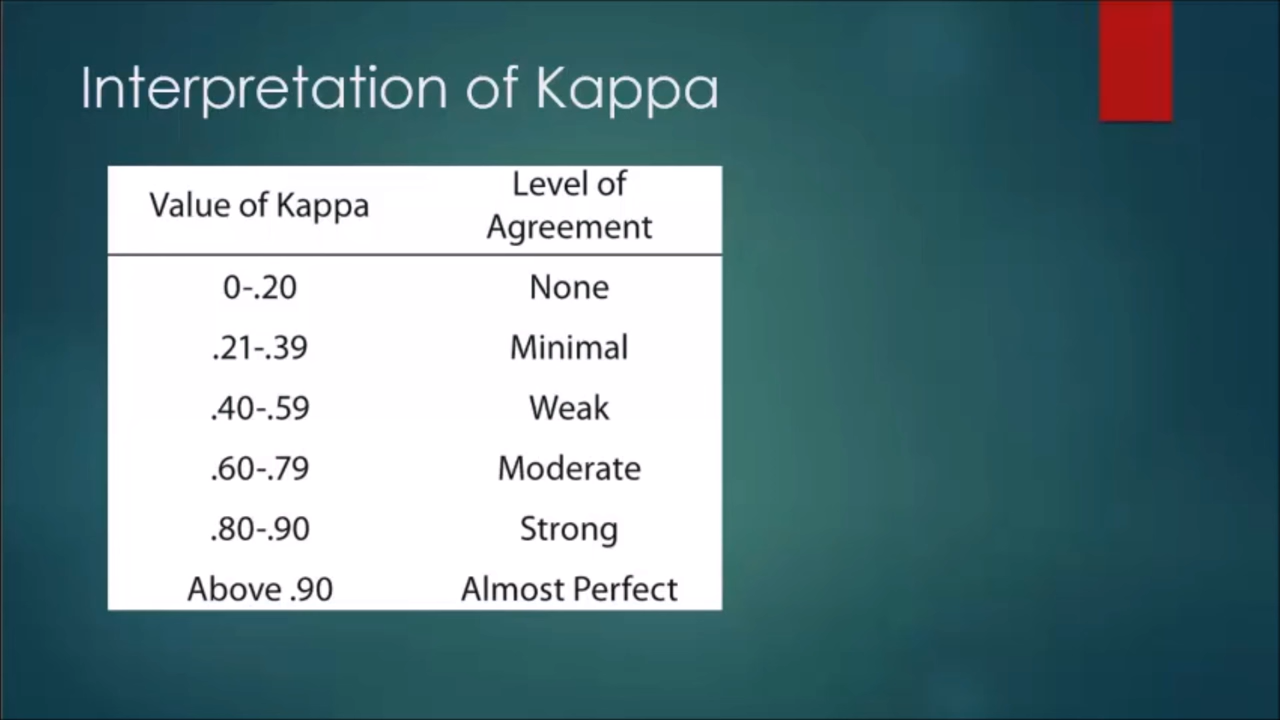 Interpretation of Kappa
Value of Kappa
Level of
Agreement
0-.20 None
.21-.39 Minimal
.40-.59 Weak
.60-.79 Moderate
.80-.90 Strong
Above .90 Almost Perfect